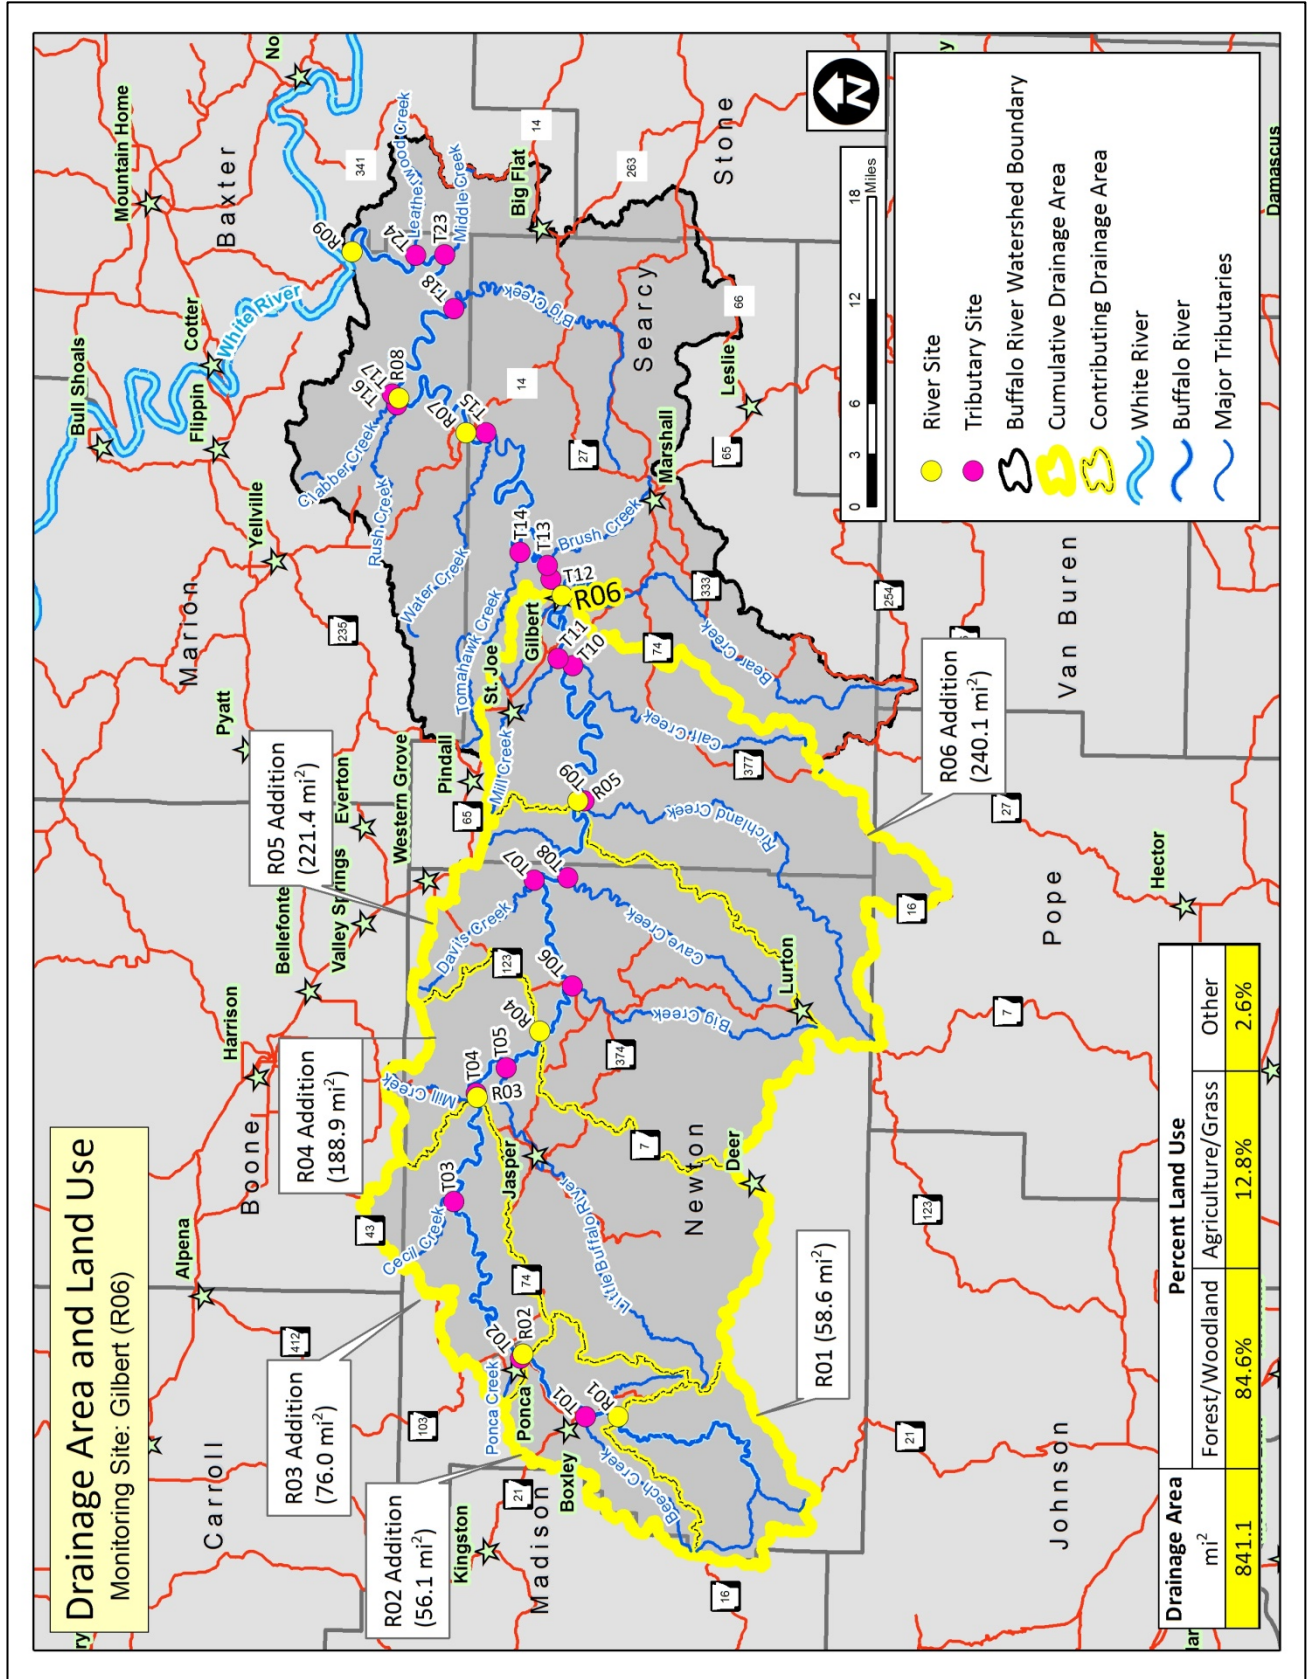 Drainage Area and Land Use
Monitoring Site: Gilbert (R06)
R02 Addition
(56.1 mi²)
R03 Addition
(76.0 mi²)
R04 Addition
(188.9 mi²)
R05 Addition
(221.4 mi²)
R06 Addition
(240.1 mi²)
R01 (58.6 mi²)
Carroll
Boone
Marion
Baxter
Madison
Newton
Searcy
Stone
Johnson
Pope
Van Buren
Alpena
Harrison
Bellefonte
Valley Springs
Everton
Western Grove
Pyatt
Pindall
St. Joe
Gilbert
Yellville
Flippin
Cotter
Bull Shoals
Mountain Home
No
Big Flat
Marshall
Leslie
Kingston
Boxley
Ponca
Jasper
Deer
Lurton
Hector
Damascus
ry
y
lar
Ponca Creek
Beech Creek
Cecil Creek
Mill Creek
Little Buffalo River
Big Creek
Davis Creek
Cave Creek
Richland Creek
Mill Creek
Calf Creek
Bear Creek
Tomahawk Creek
Water Creek
Rush Creek
Clabber Creek
Brush Creek
Big Creek
Middle Creek
Leatherwood Creek
White River
R01
R02
R03
R04
R05
R06
R07
R08
R09
T01
T02
T03
T04
T05
T06
T07
T08
T09
T10
T11
T12
T13
T14
T15
T16
T17
T18
T23
T24
412
103
43
21
16
74
123
7
374
65
235
377
74
333
27
14
14
341
263
66
65
254
16
27
7
123
21
N
0 3 6 12 18
Miles
River Site
Tributary Site
Buffalo River Watershed Boundary
Cumulative Drainage Area
Contributing Drainage Area
White River
Buffalo River
Major Tributaries
Drainage Area
mi²
Percent Land Use
Forest/Woodland Agriculture/Grass Other
841.1 84.6% 12.8% 2.6%